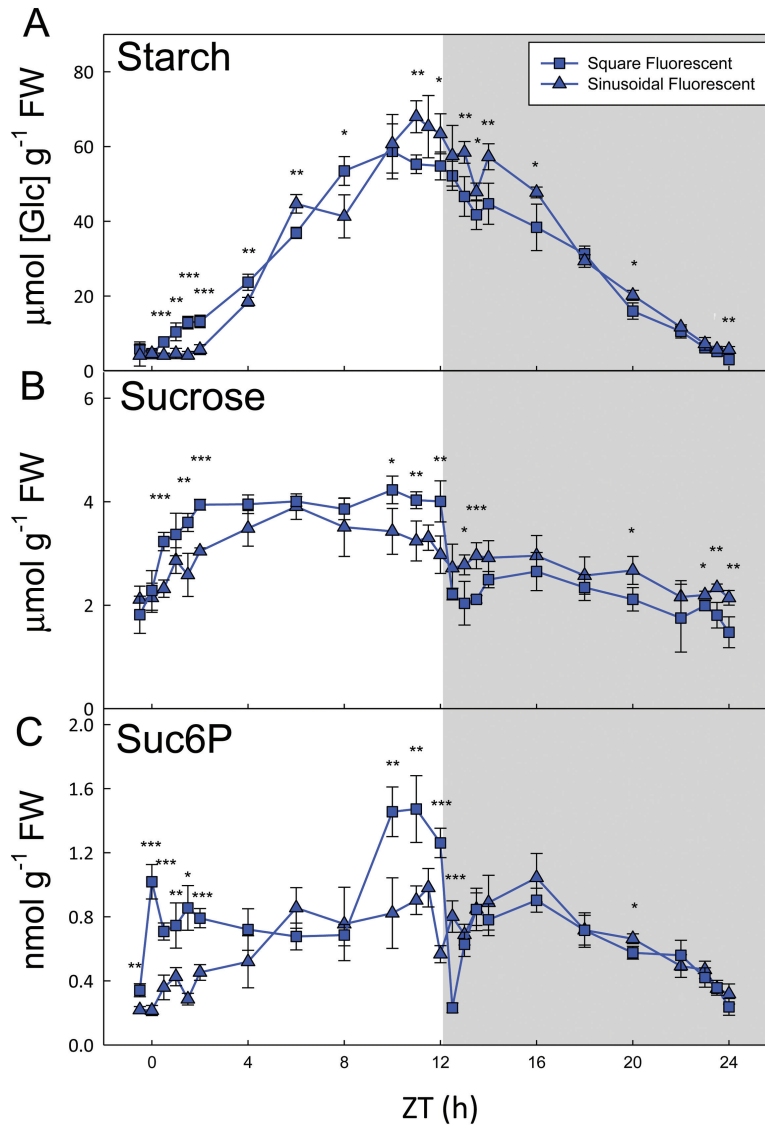 A
Starch
Square Fluorescent
Sinusoidal Fluorescent
μmol [Glc] g⁻¹ FW
80
60
40
20
0
** * ** ** * ** * *** ** *** *** ** * * **
B
Sucrose
μmol g⁻¹ FW
6
4
2
0
*** ** *** * ** ** * *** * * ** **
C
Suc6P
nmol g⁻¹ FW
2.0
1.6
1.2
0.8
0.4
0.0
** *** *** ** * *** ** ** *** *** *
0 4 8 12 16 20 24
ZT (h)